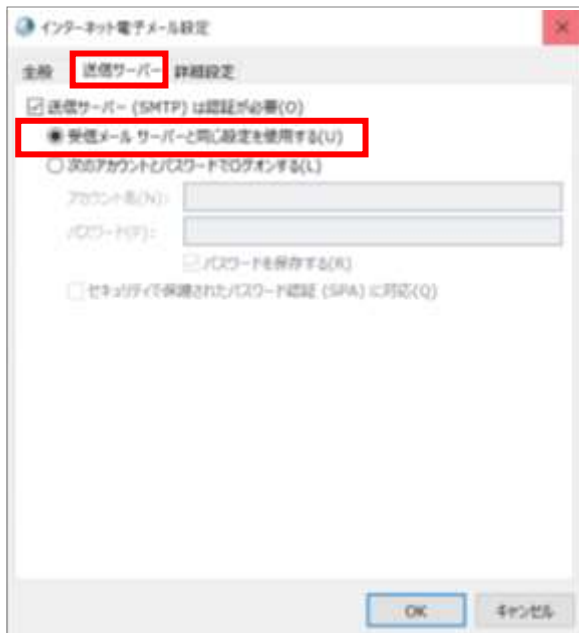 インターネット電子メール設定
全般 送信サーバー 詳細設定
送信サーバー (SMTP) は認証が必要(O)
受信メール サーバーと同じ設定を使用する(U)
次のアカウントとパスワードでログオンする(L)
アカウント名(N):
パスワード(P):
パスワードを保存する(R)
セキュリティで保護されたパスワード認証 (SPA) に対応(Q)
OK キャンセル